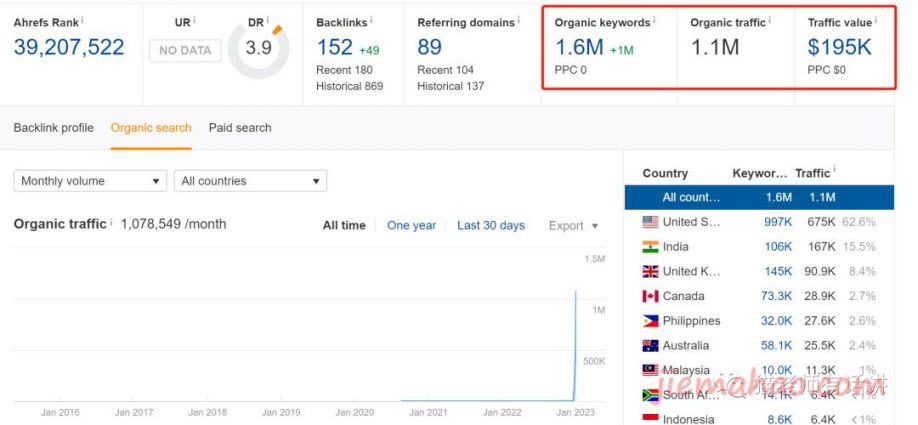 Ahrefs Rank i
39,207,522
UR i
NO DATA
DR i
3.9
Backlinks i
152 +49
Recent 180
Historical 869
Referring domains i
89
Recent 104
Historical 137
Organic keywords i
1.6M +1M
PPC 0
Organic traffic i
1.1M
Traffic value i
$195K
PPC $0
Backlink profile Organic search Paid search
Monthly volume ▼ All countries ▼
Organic traffic i 1,078,549 /month All time One year Last 30 days Export ▼
1.5M
1M
500K
Jan 2016 Jan 2017 Jan 2018 Jan 2019 Jan 2020 Jan 2021 Jan 2022 Jan 2023
Country Keywor... Traffic i
All count... 1.6M 1.1M
United S... 997K 675K 62.6%
India 106K 167K 15.5%
United K... 145K 90.9K 8.4%
Canada 73.3K 28.9K 2.7%
Philippines 32.0K 27.6K 2.6%
Australia 58.1K 25.5K 2.4%
Malaysia 10.0K 11.3K 1%
South Af... 14.1K 6.4K <1%
Indonesia 8.6K 6.4K <1%